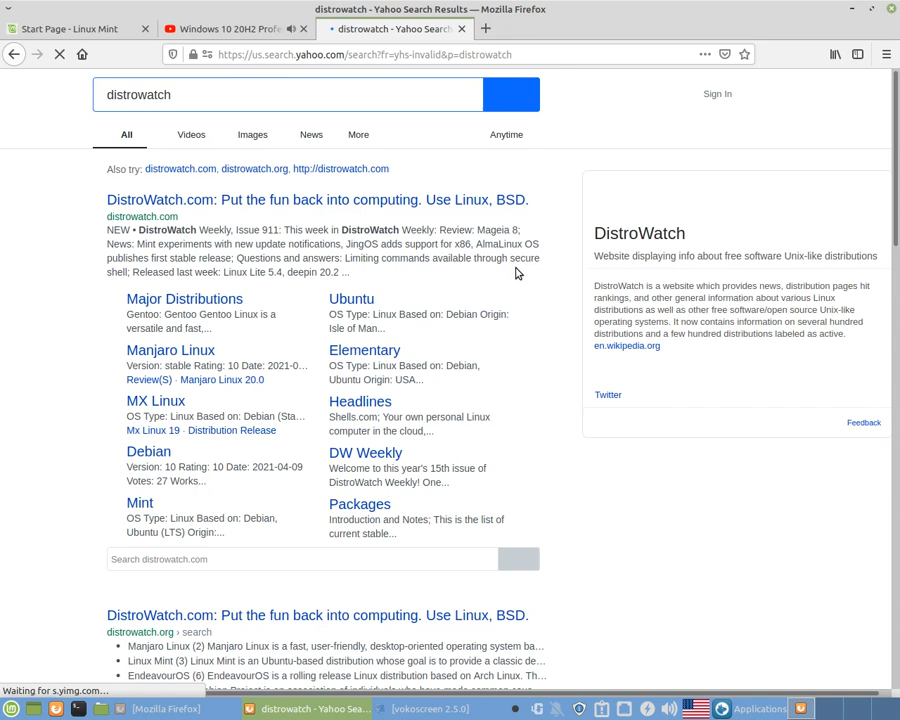 distrowatch - Yahoo Search Results — Mozilla Firefox
Start Page - Linux Mint
Windows 10 20H2 Profe
distrowatch - Yahoo Search
https://us.search.yahoo.com/search?fr=yhs-invalid&p=distrowatch
distrowatch
Sign In
All Videos Images News More Anytime
Also try: distrowatch.com, distrowatch.org, http://distrowatch.com
DistroWatch.com: Put the fun back into computing. Use Linux, BSD.
distrowatch.com
NEW • DistroWatch Weekly, Issue 911: This week in DistroWatch Weekly: Review: Mageia 8;
News: Mint experiments with new update notifications, JingOS adds support for x86, AlmaLinux OS
publishes first stable release; Questions and answers: Limiting commands available through secure
shell; Released last week: Linux Lite 5.4, deepin 20.2 ...
Major Distributions
Gentoo: Gentoo Gentoo Linux is a
versatile and fast,...
Ubuntu
OS Type: Linux Based on: Debian Origin:
Isle of Man...
Manjaro Linux
Version: stable Rating: 10 Date: 2021-0...
Review(S) · Manjaro Linux 20.0
Elementary
OS Type: Linux Based on: Debian,
Ubuntu Origin: USA...
MX Linux
OS Type: Linux Based on: Debian (Sta...
Mx Linux 19 · Distribution Release
Headlines
Shells.com; Your own personal Linux
computer in the cloud,...
Debian
Version: 10 Rating: 10 Date: 2021-04-09
Votes: 27 Works...
DW Weekly
Welcome to this year's 15th issue of
DistroWatch Weekly! One...
Mint
OS Type: Linux Based on: Debian,
Ubuntu (LTS) Origin:...
Packages
Introduction and Notes; This is the list of
current stable...
Search distrowatch.com
DistroWatch.com: Put the fun back into computing. Use Linux, BSD.
distrowatch.org › search
• Manjaro Linux (2) Manjaro Linux is a fast, user-friendly, desktop-oriented operating system ba...
• Linux Mint (3) Linux Mint is an Ubuntu-based distribution whose goal is to provide a classic de...
• EndeavourOS (6) EndeavourOS is a rolling release Linux distribution based on Arch Linux. Th...
DistroWatch
Website displaying info about free software Unix-like distributions
DistroWatch is a website which provides news, distribution page hit
rankings, and other general information about various Linux
distributions as well as other free software/open source Unix-like
operating systems. It now contains information on several hundred
distributions and a few hundred distributions labeled as active.
en.wikipedia.org
Twitter
Feedback
Waiting for s.yimg.com...
[Mozilla Firefox]
distrowatch - Yahoo Sea...
[vokoscreen 2.5.0]
Applications